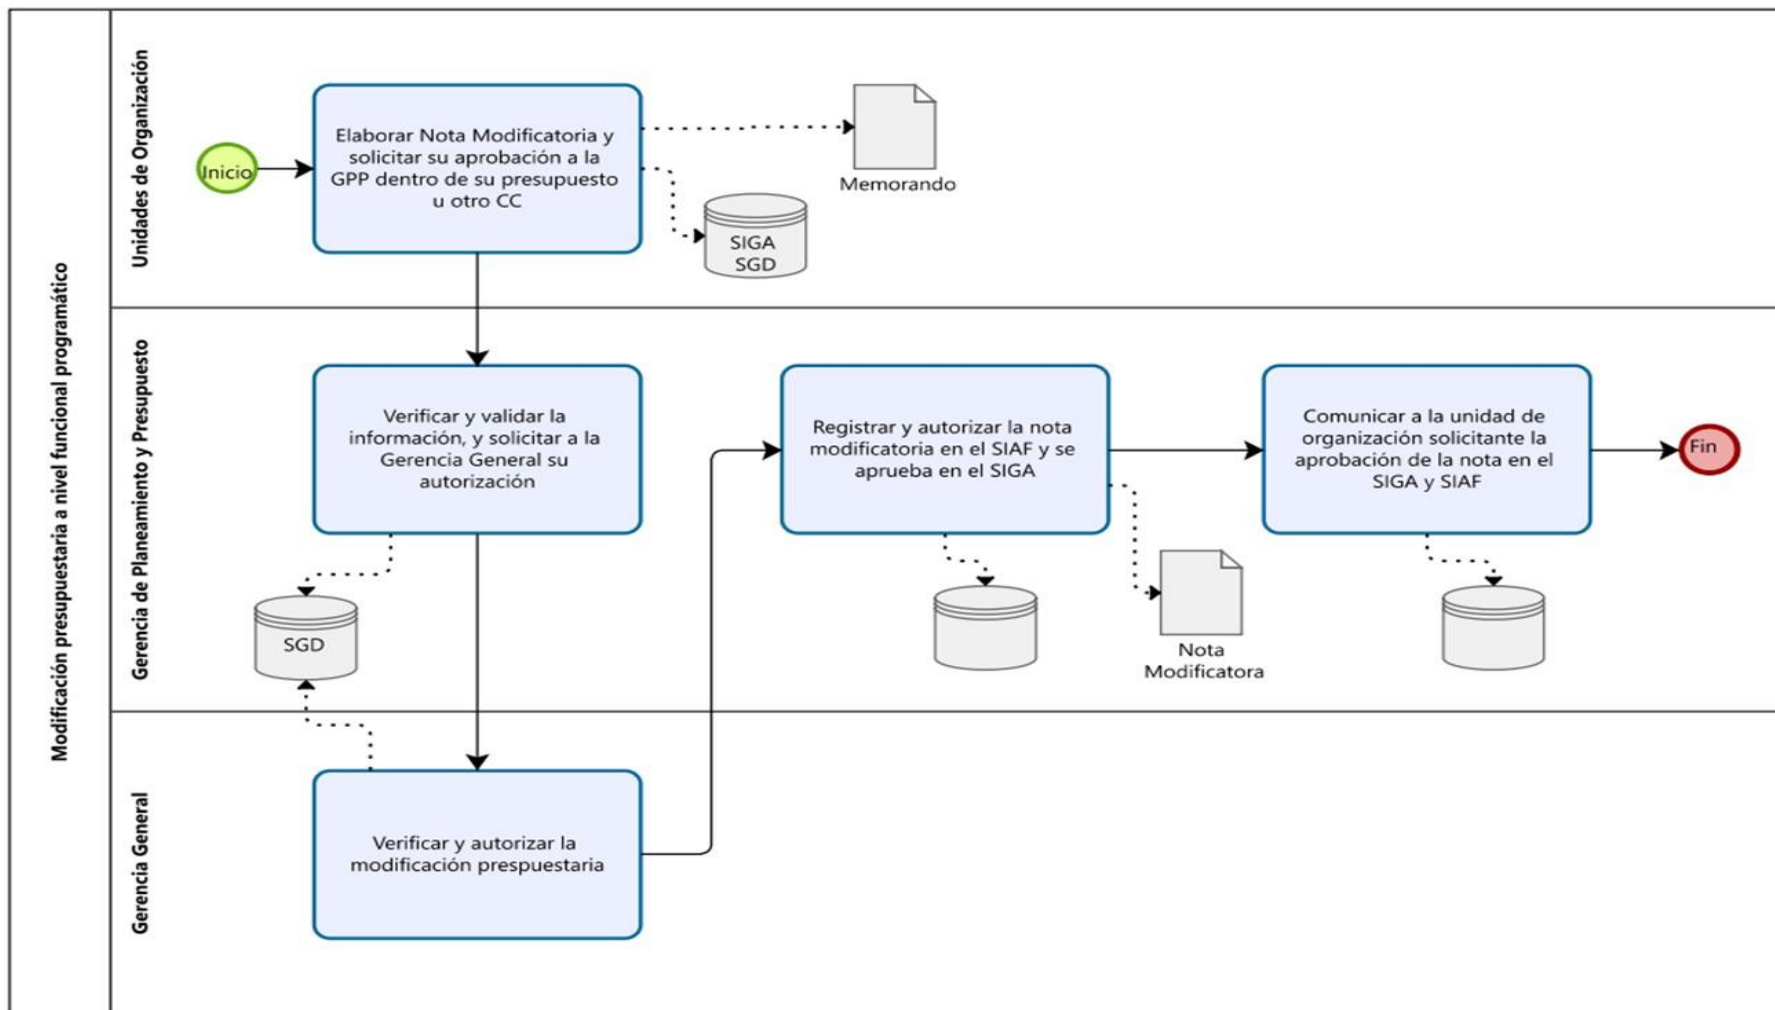 Modificación presupuestaria a nivel funcional programático
Unidades de Organización
Inicio
Elaborar Nota Modificatoria y
solicitar su aprobación a la
GPP dentro de su presupuesto
u otro CC
Memorando
SIGA
SGD
Gerencia de Planeamiento y Presupuesto
Verificar y validar la
información, y solicitar a la
Gerencia General su
autorización
SGD
Registrar y autorizar la nota
modificatoria en el SIAF y se
aprueba en el SIGA
Nota
Modificatora
Comunicar a la unidad de
organización solicitante la
aprobación de la nota en el
SIGA y SIAF
Fin
Gerencia General
Verificar y autorizar la
modificación prespuestaria